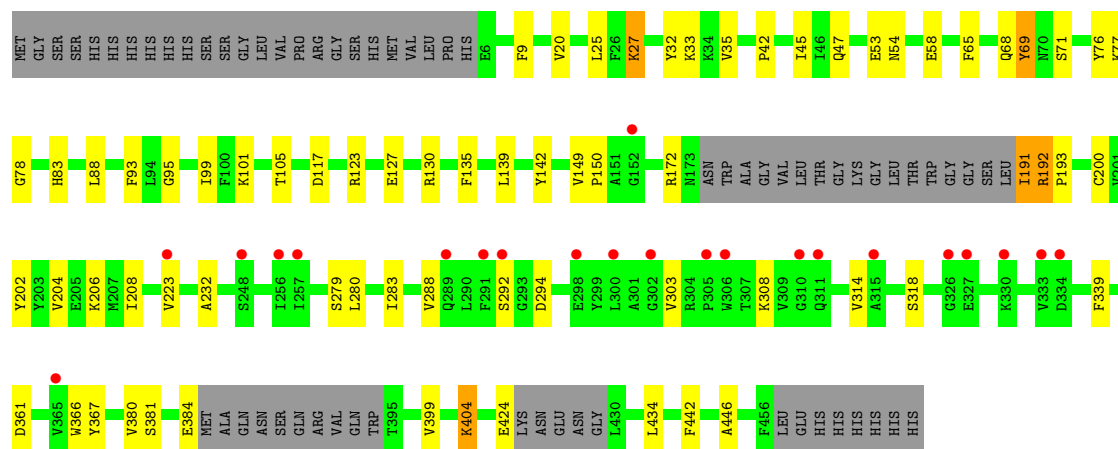 MET GLY SER SER HIS HIS HIS HIS HIS HIS SER SER GLY LEU VAL PRO ARG GLY SER HIS MET VAL LEU PRO HIS E6 F9 V20 L25 F26 K27 Y32 K33 K34 V35 P42 I45 I46 Q47 E53 N54 E58 F65 Q68 Y69 N70 S71 Y76 K77
G78 H83 L88 F93 L94 G95 I99 F100 K101 T105 D117 R123 E127 R130 F135 L139 Y142 V149 P150 A151 G152 R172 N173 ASN TRP ALA GLY VAL LEU THR GLY LYS GLY LEU THR TRP GLY GLY SER LEU I191 R192 P193 C200 V201
Y202 Y203 V204 E205 K206 M207 I208 V223 A232 S248 I256 I257 S279 L280 I283 V288 Q289 L290 F291 S292 G293 D294 E298 Y299 L300 A301 G302 V303 R304 P305 W306 T307 K308 V309 G310 Q311 V314 A315 S318 G326 E327 K330 V333 D334 F339
D361 V365 W366 Y367 V380 S381 E384 MET ALA GLN ASN SER GLN ARG VAL GLN TRP T395 V399 K404 E424 LYS ASN GLU ASN GLY L430 L434 F442 A446 F456 LEU GLU HIS HIS HIS HIS HIS HIS